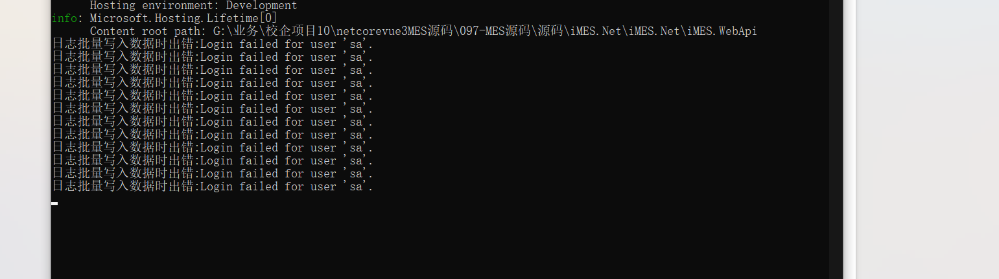 Hosting environment: Development
info: Microsoft.Hosting.Lifetime[0]
Content root path: G:\业务\校企项目10\netcorevue3MES源码\097-MES源码\源码\iMES.Net\iMES.Net\iMES.WebApi
日志批量写入数据时出错:Login failed for user 'sa'.
日志批量写入数据时出错:Login failed for user 'sa'.
日志批量写入数据时出错:Login failed for user 'sa'.
日志批量写入数据时出错:Login failed for user 'sa'.
日志批量写入数据时出错:Login failed for user 'sa'.
日志批量写入数据时出错:Login failed for user 'sa'.
日志批量写入数据时出错:Login failed for user 'sa'.
日志批量写入数据时出错:Login failed for user 'sa'.
日志批量写入数据时出错:Login failed for user 'sa'.
日志批量写入数据时出错:Login failed for user 'sa'.
日志批量写入数据时出错:Login failed for user 'sa'.
日志批量写入数据时出错:Login failed for user 'sa'.